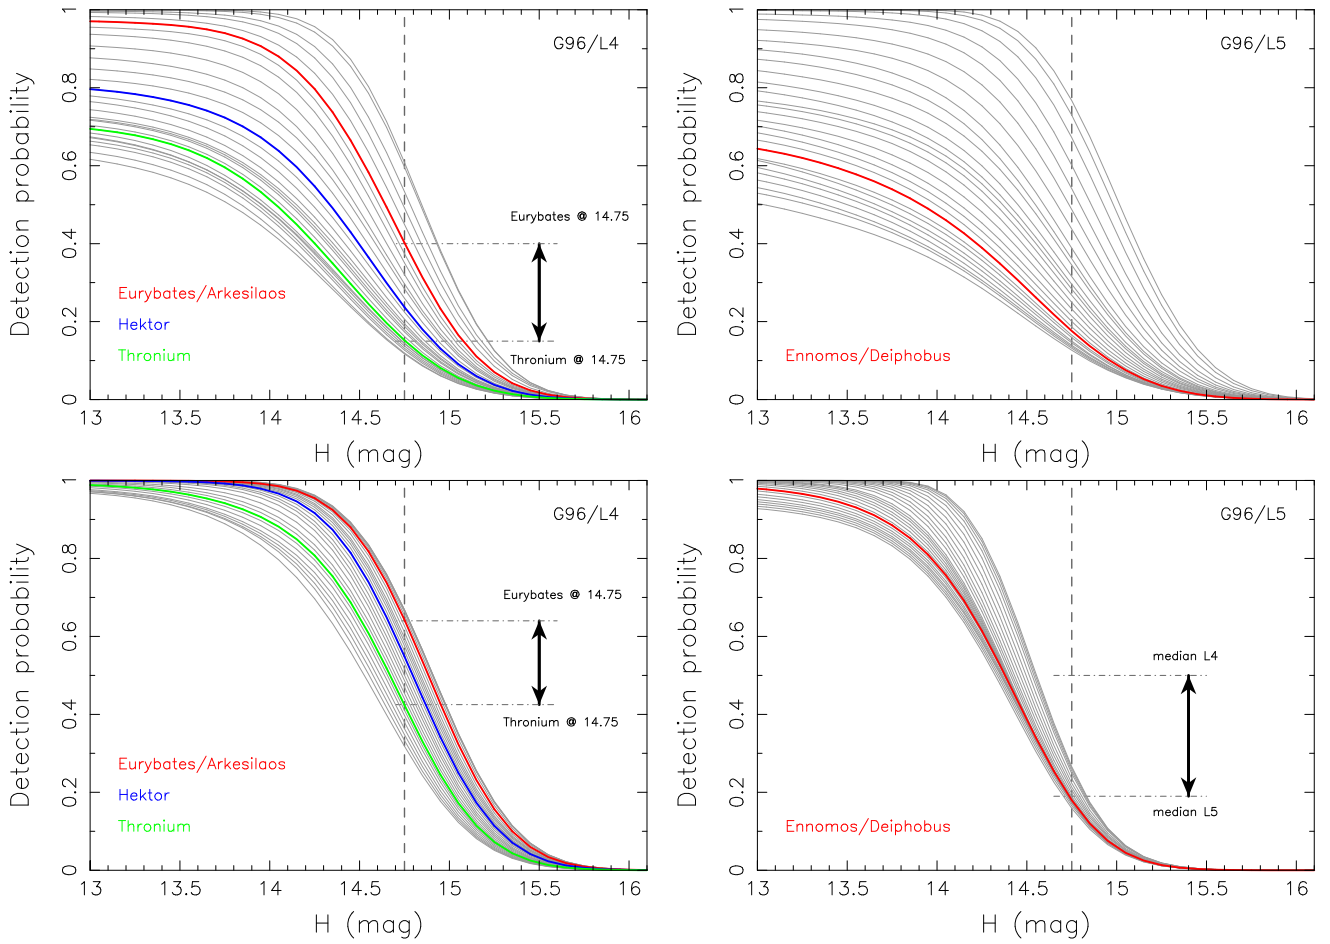 1
0.8
0.6
0.4
0.2
0
Detection probability
G96/L4
Eurybates @ 14.75
Thronium @ 14.75
Eurybates/Arkesilaos
Hektor
Thronium
13 13.5 14 14.5 15 15.5 16
H (mag)
1
0.8
0.6
0.4
0.2
0
Detection probability
G96/L5
Ennomos/Deiphobus
13 13.5 14 14.5 15 15.5 16
H (mag)
1
0.8
0.6
0.4
0.2
0
Detection probability
G96/L4
Eurybates @ 14.75
Thronium @ 14.75
Eurybates/Arkesilaos
Hektor
Thronium
13 13.5 14 14.5 15 15.5 16
H (mag)
1
0.8
0.6
0.4
0.2
0
Detection probability
G96/L5
median L4
median L5
Ennomos/Deiphobus
13 13.5 14 14.5 15 15.5 16
H (mag)